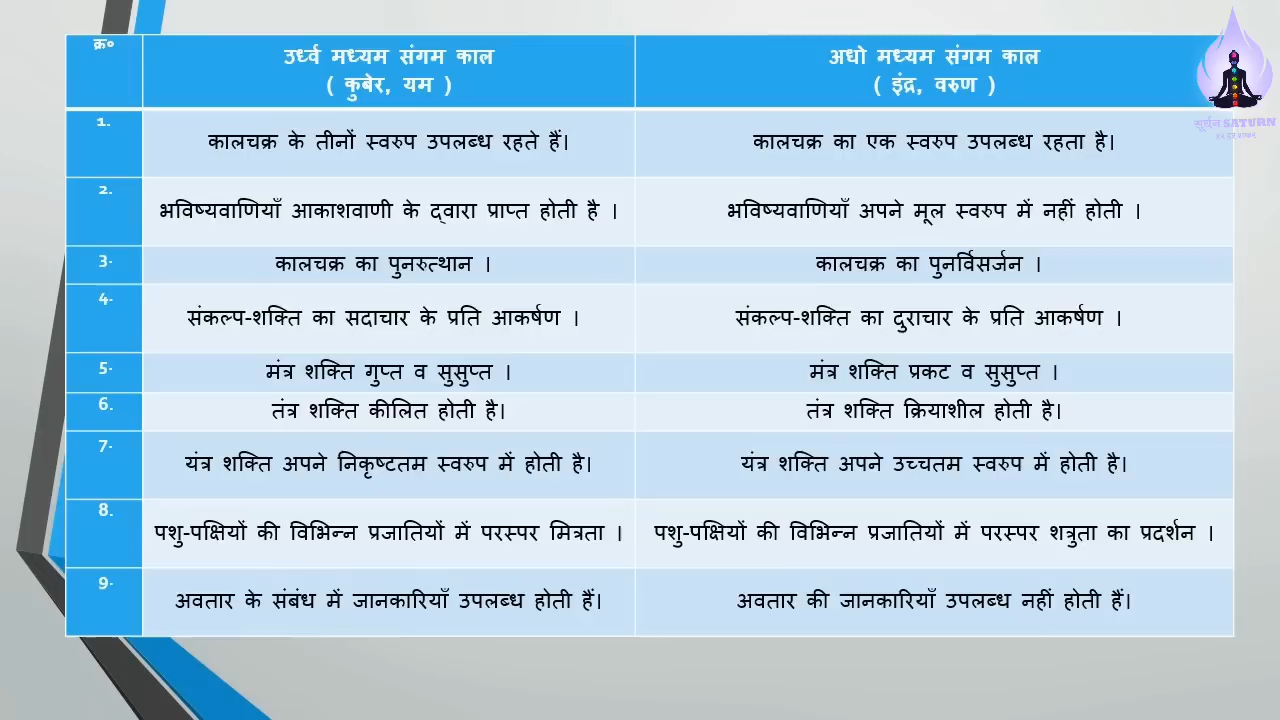 क्र०
उर्ध्व मध्यम संगम काल
( कुबेर, यम )
अधो मध्यम संगम काल
( इंद्र, वरुण )
1.
कालचक्र के तीनों स्वरुप उपलब्ध रहते हैं।
कालचक्र का एक स्वरुप उपलब्ध रहता है।
2.
भविष्यवाणियाँ आकाशवाणी के द्वारा प्राप्त होती है ।
भविष्यवाणियाँ अपने मूल स्वरुप में नहीं होती ।
3.
कालचक्र का पुनरुत्थान ।
कालचक्र का पुनर्विसर्जन ।
4.
संकल्प-शक्ति का सदाचार के प्रति आकर्षण ।
संकल्प-शक्ति का दुराचार के प्रति आकर्षण ।
5.
मंत्र शक्ति गुप्त व सुसुप्त ।
मंत्र शक्ति प्रकट व सुसुप्त ।
6.
तंत्र शक्ति कीलित होती है।
तंत्र शक्ति क्रियाशील होती है।
7.
यंत्र शक्ति अपने निकृष्टतम स्वरुप में होती है।
यंत्र शक्ति अपने उच्चतम स्वरुप में होती है।
8.
पशु-पक्षियों की विभिन्न प्रजातियों में परस्पर मित्रता ।
पशु-पक्षियों की विभिन्न प्रजातियों में परस्पर शत्रुता का प्रदर्शन ।
9.
अवतार के संबंध में जानकारियाँ उपलब्ध होती हैं।
अवतार की जानकारियाँ उपलब्ध नहीं होती हैं।
SATURN